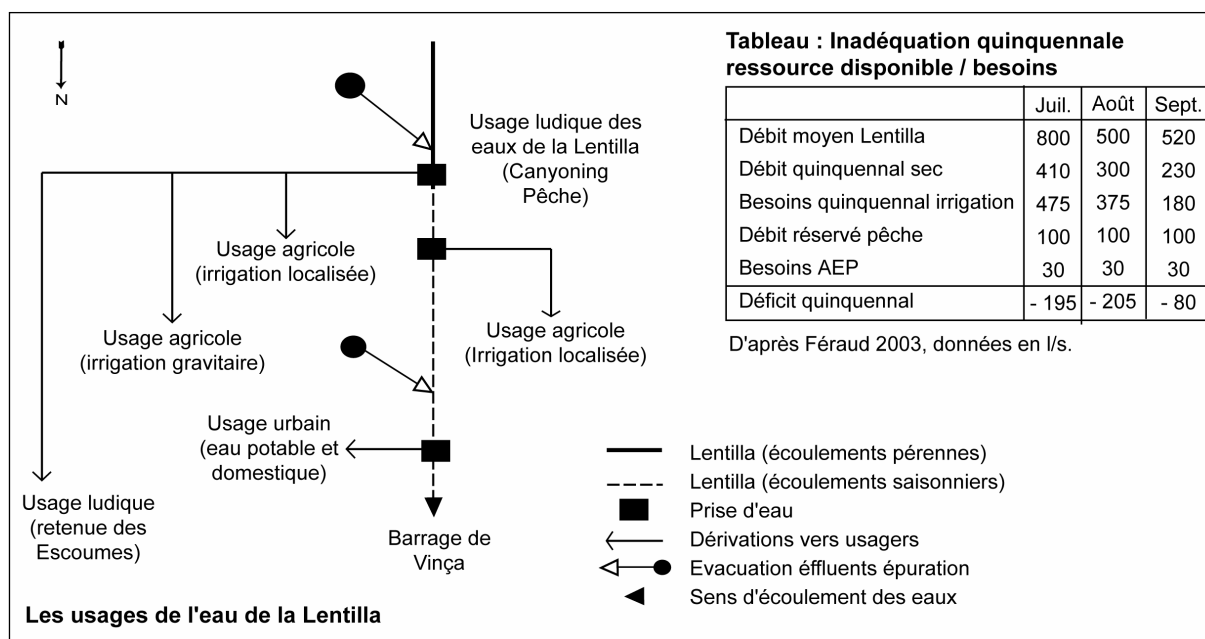 N
Usage ludique des
eaux de la Lentilla
(Canyoning
Pêche)
Usage agricole
(irrigation localisée)
Usage agricole
(irrigation gravitaire)
Usage agricole
(Irrigation localisée)
Usage urbain
(eau potable et
domestique)
Usage ludique
(retenue des
Escoumes)
Barrage de
Vinça
Les usages de l'eau de la Lentilla
Tableau : Inadéquation quinquennale
ressource disponible / besoins
Juil. Août Sept.
Débit moyen Lentilla 800 500 520
Débit quinquennal sec 410 300 230
Besoins quinquennal irrigation 475 375 180
Débit réservé pêche 100 100 100
Besoins AEP 30 30 30
Déficit quinquennal - 195 - 205 - 80
D'après Féraud 2003, données en l/s.
Lentilla (écoulements pérennes)
Lentilla (écoulements saisonniers)
Prise d'eau
Dérivations vers usagers
Evacuation éffluents épuration
Sens d'écoulement des eaux